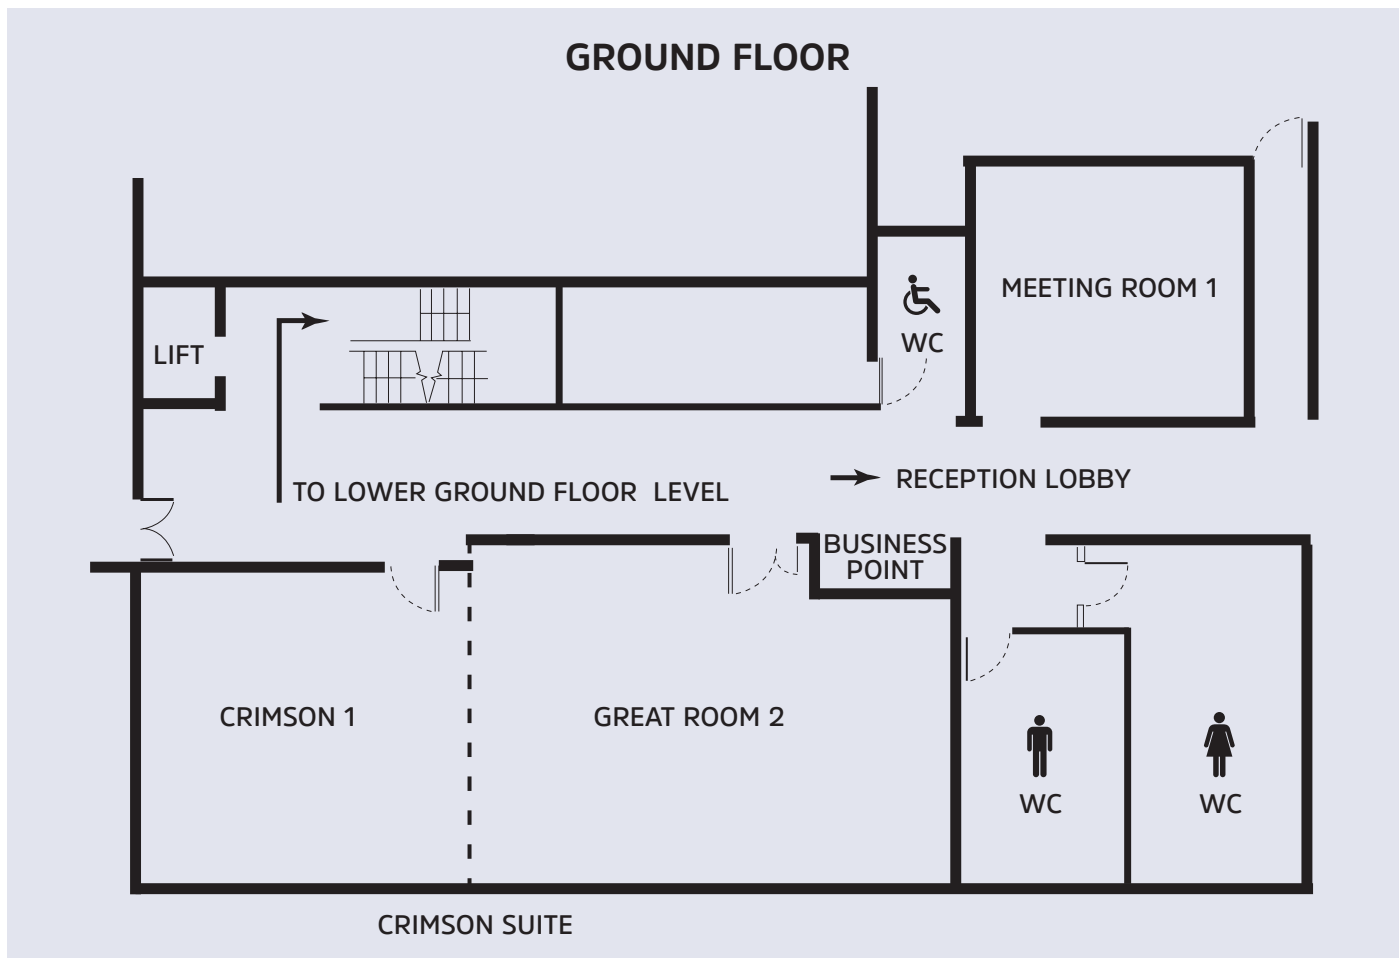 GROUND FLOOR
MEETING ROOM 1
LIFT
WC
TO LOWER GROUND FLOOR LEVEL
RECEPTION LOBBY
BUSINESS
POINT
CRIMSON 1
GREAT ROOM 2
WC
WC
CRIMSON SUITE